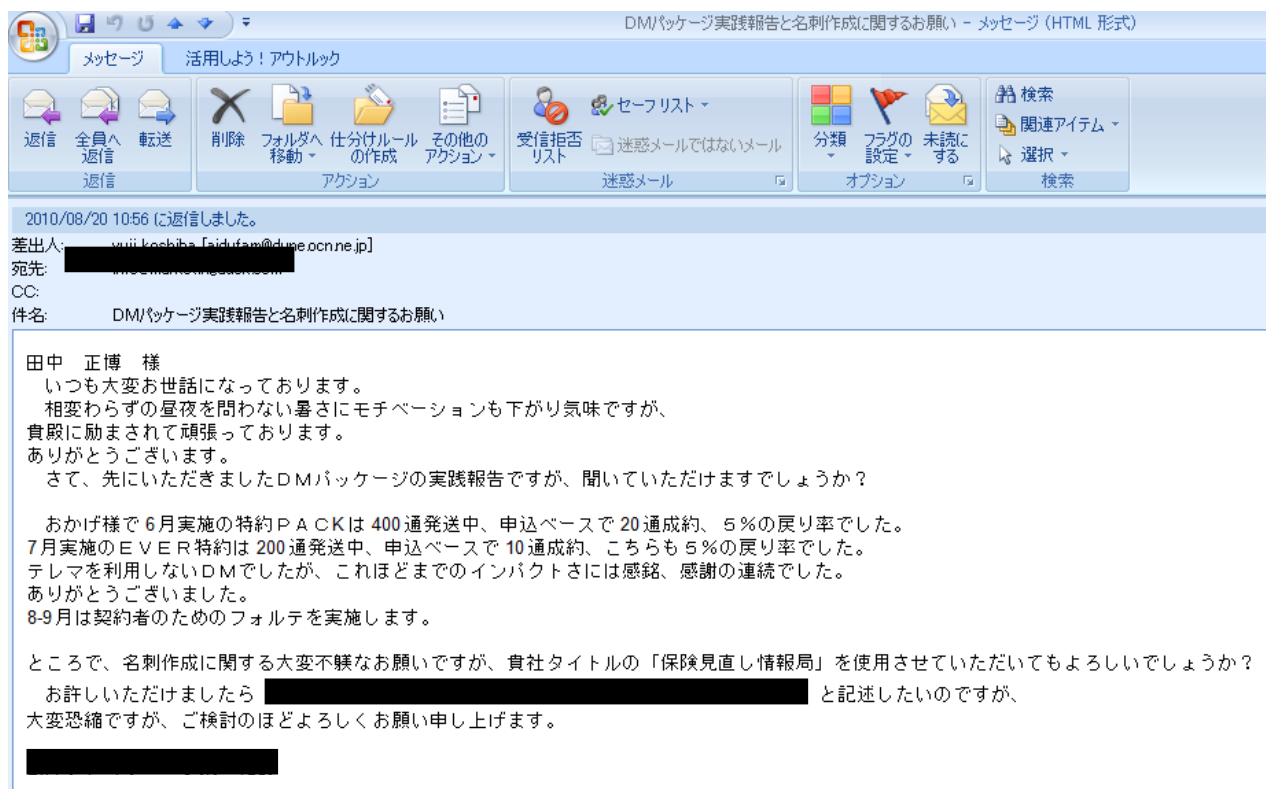 DMパッケージ実践報告と名刺作成に関するお願い - メッセージ (HTML 形式)
メッセージ 活用しよう！アウトルック
返信 全員へ返信 転送 削除 フォルダへ移動 仕分けルールの作成 その他のアクション 受信拒否リスト セーフ リスト 迷惑メールではないメール 分類 フラグの設定 未読にする 検索 関連アイテム 選択
返信 アクション 迷惑メール オプション 検索
2010/08/20 10:56 に返信しました。
差出人: ocn.ne.jp]
宛先:
CC:
件名: DMパッケージ実践報告と名刺作成に関するお願い
田中　正博　様
　いつも大変お世話になっております。
　相変わらずの昼夜を問わない暑さにモチベーションも下がり気味ですが、
貴殿に励まされて頑張っております。
ありがとうございます。
　さて、先にいただきましたＤＭパッケージの実践報告ですが、聞いていただけますでしょうか？
　おかげ様で６月実施の特約ＰＡＣＫは 400 通発送中、申込ベースで 20 通成約、５％の戻り率でした。
7 月実施のＥＶＥＲ特約は 200 通発送中、申込ベースで 10 通成約、こちらも５％の戻り率でした。
テレマを利用しないＤＭでしたが、これほどまでのインパクトさには感銘、感謝の連続でした。
ありがとうございました。
8-9 月は契約者のためのフォルテを実施します。
ところで、名刺作成に関する大変不躾なお願いですが、貴社タイトルの「保険見直し情報局」を使用させていただいてもよろしいでしょうか？
　お許しいただけましたら と記述したいのですが、
大変恐縮ですが、ご検討のほどよろしくお願い申し上げます。